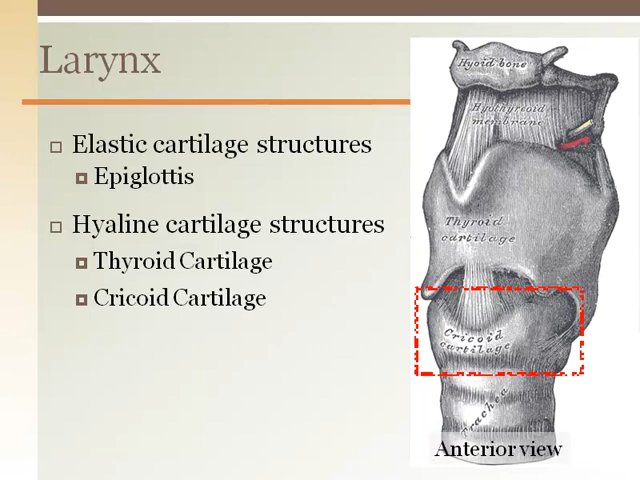 Larynx
Elastic cartilage structures
Epiglottis
Hyaline cartilage structures
Thyroid Cartilage
Cricoid Cartilage
Hyoid bone
Hyothyreoid
membrane
Thyroid
cartilage
Cricoid
cartilage
Trachea
Anterior view